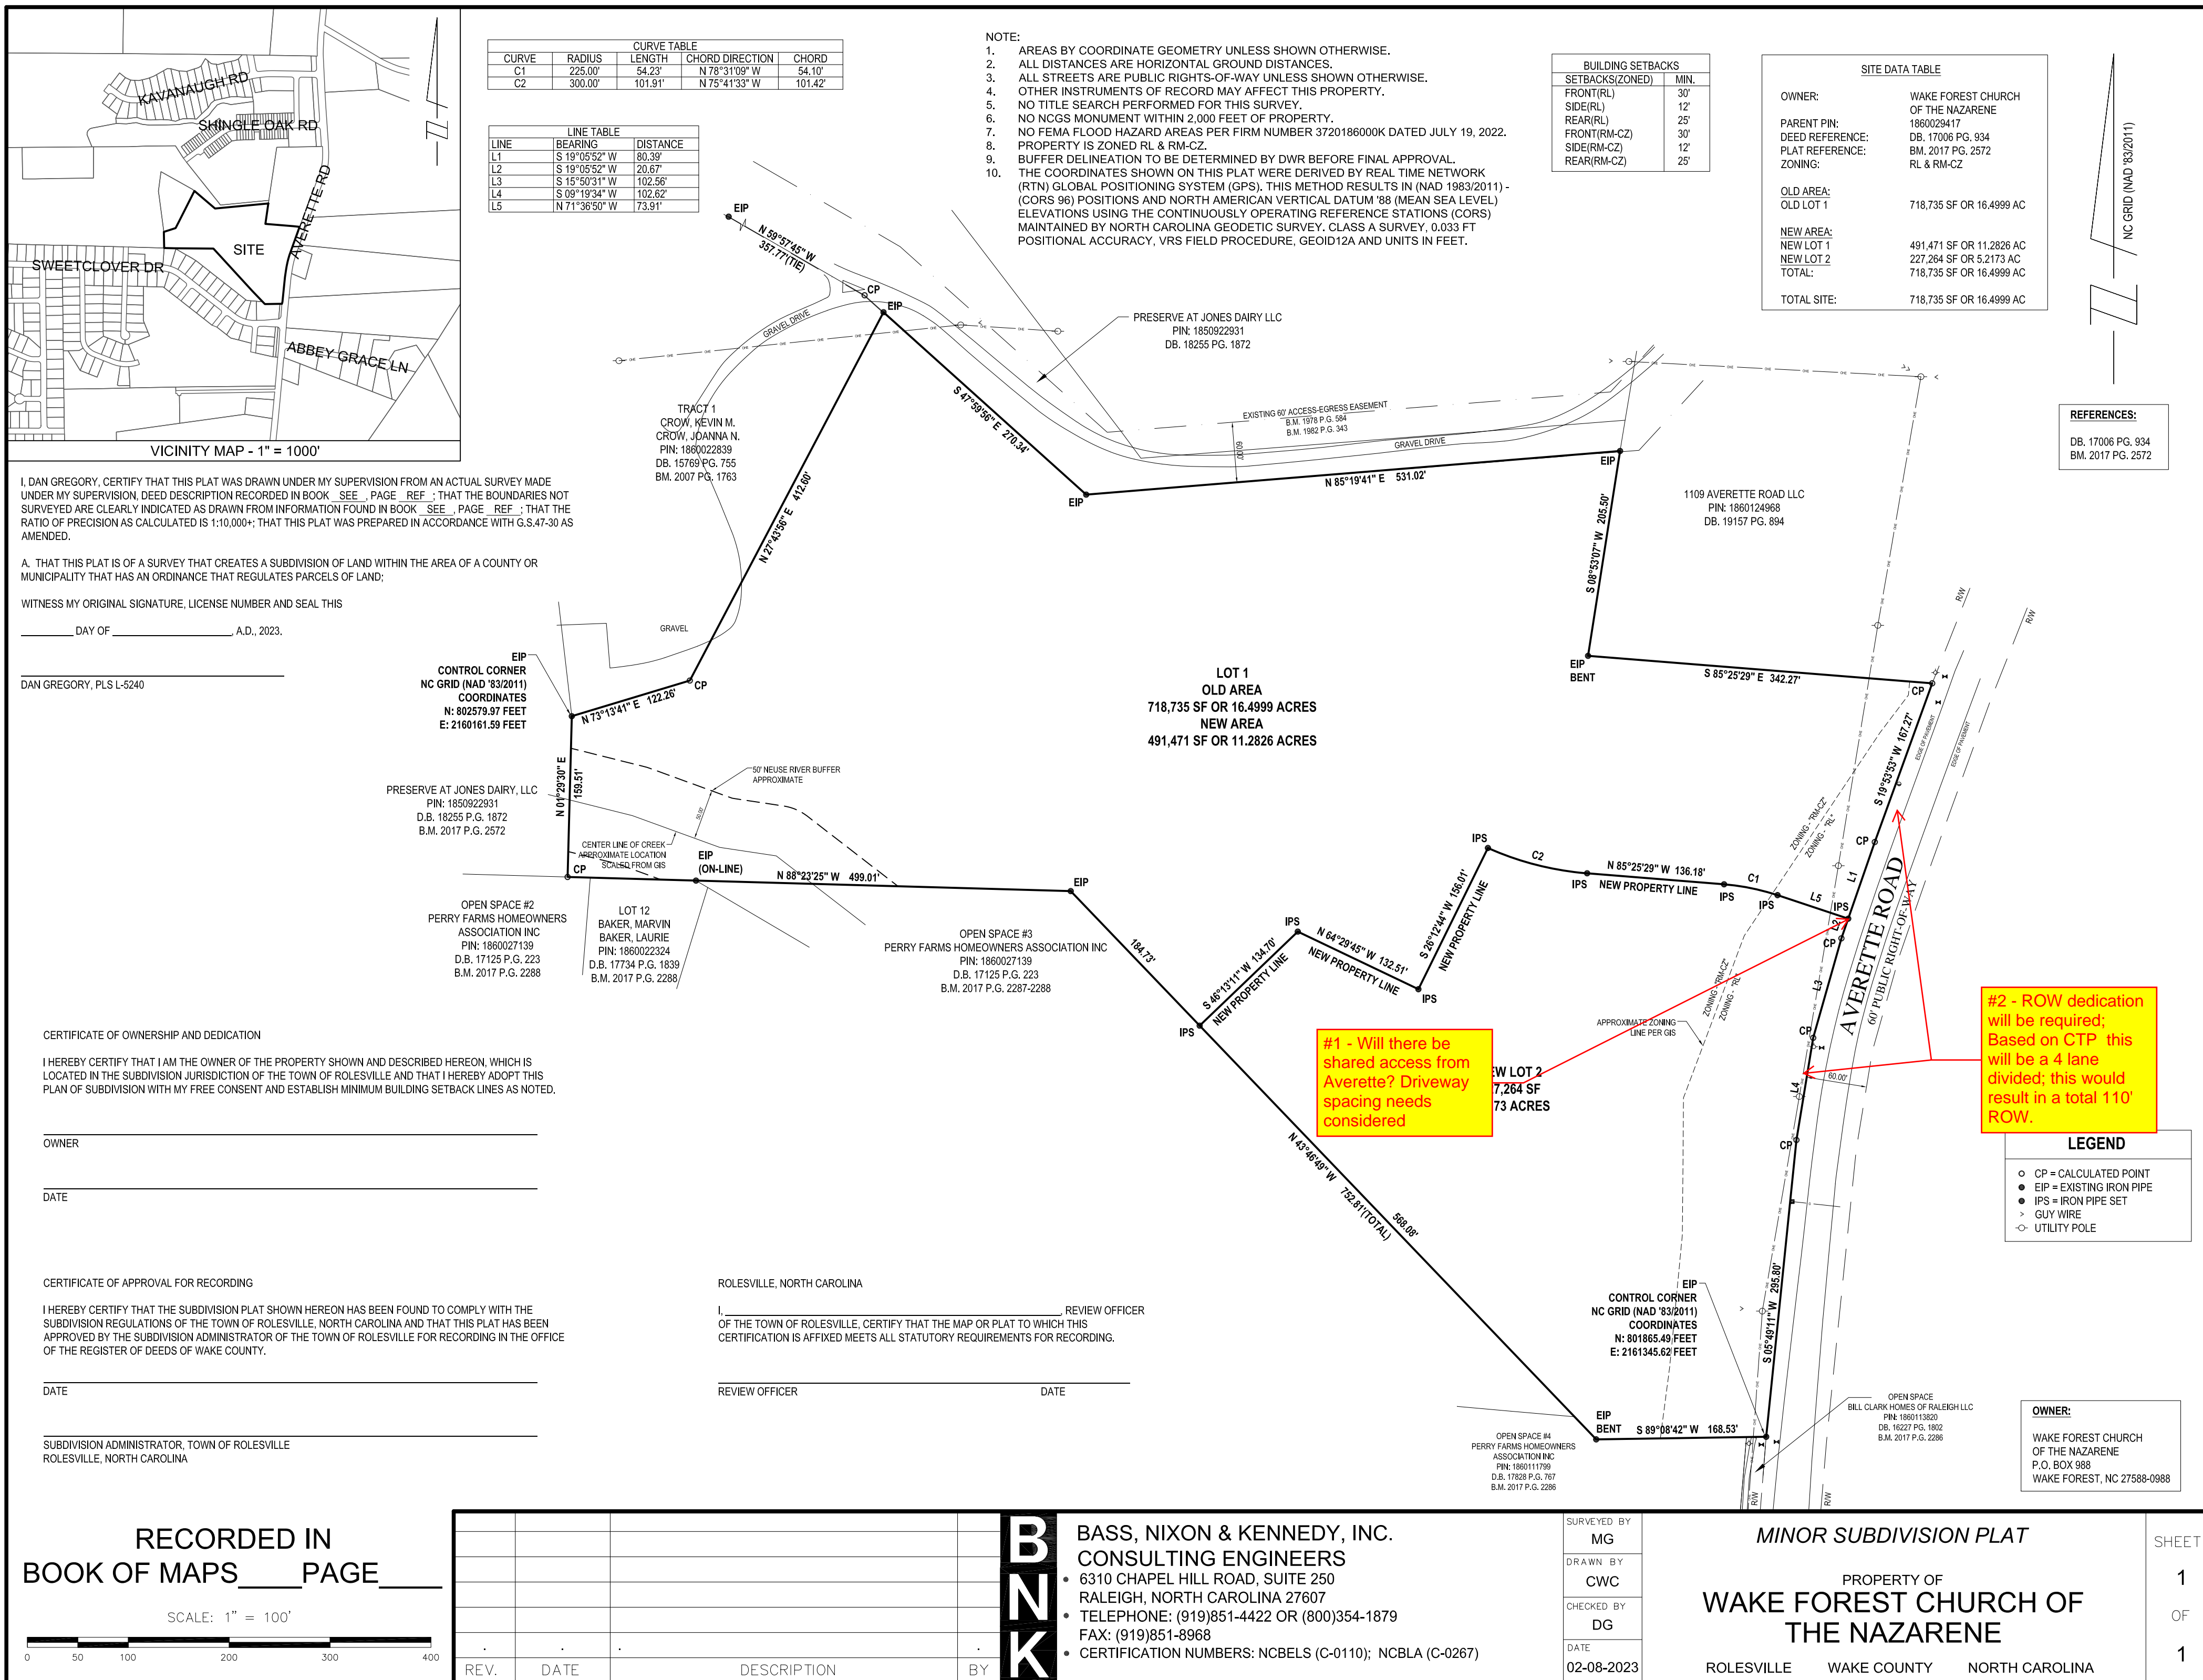 KAVANAUGH RD
SHINGLE OAK RD
AVERETTE RD
SITE
SWEETCLOVER DR
ABBEY GRACE LN
VICINITY MAP - 1" = 1000'
CURVE TABLE
CURVE RADIUS LENGTH CHORD DIRECTION CHORD
C1 225.00' 54.23' N 78°31'09" W 54.10'
C2 300.00' 101.91' N 75°41'33" W 101.42'
LINE TABLE
LINE BEARING DISTANCE
L1 S 19°05'52" W 80.39'
L2 S 19°05'52" W 20.67'
L3 S 15°50'31" W 102.56'
L4 S 09°19'34" W 102.62'
L5 N 71°36'50" W 73.91'
NOTE:
1. AREAS BY COORDINATE GEOMETRY UNLESS SHOWN OTHERWISE.
2. ALL DISTANCES ARE HORIZONTAL GROUND DISTANCES.
3. ALL STREETS ARE PUBLIC RIGHTS-OF-WAY UNLESS SHOWN OTHERWISE.
4. OTHER INSTRUMENTS OF RECORD MAY AFFECT THIS PROPERTY.
5. NO TITLE SEARCH PERFORMED FOR THIS SURVEY.
6. NO NCGS MONUMENT WITHIN 2,000 FEET OF PROPERTY.
7. NO FEMA FLOOD HAZARD AREAS PER FIRM NUMBER 3720186000K DATED JULY 19, 2022.
8. PROPERTY IS ZONED RL & RM-CZ.
9. BUFFER DELINEATION TO BE DETERMINED BY DWR BEFORE FINAL APPROVAL.
10. THE COORDINATES SHOWN ON THIS PLAT WERE DERIVED BY REAL TIME NETWORK
(RTN) GLOBAL POSITIONING SYSTEM (GPS). THIS METHOD RESULTS IN (NAD 1983/2011) -
(CORS 96) POSITIONS AND NORTH AMERICAN VERTICAL DATUM '88 (MEAN SEA LEVEL)
ELEVATIONS USING THE CONTINUOUSLY OPERATING REFERENCE STATIONS (CORS)
MAINTAINED BY NORTH CAROLINA GEODETIC SURVEY. CLASS A SURVEY, 0.033 FT
POSITIONAL ACCURACY, VRS FIELD PROCEDURE, GEOID12A AND UNITS IN FEET.
BUILDING SETBACKS
SETBACKS(ZONED) MIN.
FRONT(RL) 30'
SIDE(RL) 12'
REAR(RL) 25'
FRONT(RM-CZ) 30'
SIDE(RM-CZ) 12'
REAR(RM-CZ) 25'
SITE DATA TABLE
OWNER: WAKE FOREST CHURCH
OF THE NAZARENE
PARENT PIN: 1860029417
DEED REFERENCE: DB. 17006 PG. 934
PLAT REFERENCE: BM. 2017 PG. 2572
ZONING: RL & RM-CZ
OLD AREA:
OLD LOT 1 718,735 SF OR 16.4999 AC
NEW AREA:
NEW LOT 1 491,471 SF OR 11.2826 AC
NEW LOT 2 227,264 SF OR 5.2173 AC
TOTAL: 718,735 SF OR 16.4999 AC
TOTAL SITE: 718,735 SF OR 16.4999 AC
NC GRID (NAD '83/2011)
REFERENCES:
DB. 17006 PG. 934
BM. 2017 PG. 2572
I, DAN GREGORY, CERTIFY THAT THIS PLAT WAS DRAWN UNDER MY SUPERVISION FROM AN ACTUAL SURVEY MADE
UNDER MY SUPERVISION, DEED DESCRIPTION RECORDED IN BOOK SEE , PAGE REF ; THAT THE BOUNDARIES NOT
SURVEYED ARE CLEARLY INDICATED AS DRAWN FROM INFORMATION FOUND IN BOOK SEE , PAGE REF ; THAT THE
RATIO OF PRECISION AS CALCULATED IS 1:10,000+; THAT THIS PLAT WAS PREPARED IN ACCORDANCE WITH G.S.47-30 AS
AMENDED.
A. THAT THIS PLAT IS OF A SURVEY THAT CREATES A SUBDIVISION OF LAND WITHIN THE AREA OF A COUNTY OR
MUNICIPALITY THAT HAS AN ORDINANCE THAT REGULATES PARCELS OF LAND;
WITNESS MY ORIGINAL SIGNATURE, LICENSE NUMBER AND SEAL THIS
________ DAY OF ____________________, A.D., 2023.
DAN GREGORY, PLS L-5240
EIP
N 59°57'45" W
357.77'(TIE)
CP
EIP
GRAVEL DRIVE
PRESERVE AT JONES DAIRY LLC
PIN: 1850922931
DB. 18255 PG. 1872
TRACT 1
CROW, KEVIN M.
CROW, JOANNA N.
PIN: 1860022839
DB. 15769 PG. 755
BM. 2007 PG. 1763
S 47°59'56" E 270.34'
EXISTING 60' ACCESS-EGRESS EASEMENT
B.M. 1978 P.G. 584
B.M. 1982 P.G. 343
60.00'
GRAVEL DRIVE
EIP
N 85°19'41" E 531.02'
EIP
N 27°43'56" E 412.60'
1109 AVERETTE ROAD LLC
PIN: 1860124968
DB. 19157 PG. 894
S 08°53'07" W 205.50'
R/W
R/W
GRAVEL
EIP
CONTROL CORNER
NC GRID (NAD '83/2011)
COORDINATES
N: 802579.97 FEET
E: 2160161.59 FEET
CP
N 73°13'41" E 122.26'
LOT 1
OLD AREA
718,735 SF OR 16.4999 ACRES
NEW AREA
491,471 SF OR 11.2826 ACRES
EIP
BENT
S 85°25'29" E 342.27'
CP
S 19°53'53" W 167.27'
EDGE OF PAVEMENT
EDGE OF PAVEMENT
N 01°29'30" E
159.51'
50' NEUSE RIVER BUFFER
APPROXIMATE
50.00'
PRESERVE AT JONES DAIRY, LLC
PIN: 1850922931
D.B. 18255 P.G. 1872
B.M. 2017 P.G. 2572
CENTER LINE OF CREEK
APPROXIMATE LOCATION
SCALED FROM GIS
CP
EIP
(ON-LINE)
N 88°23'25" W 499.01'
EIP
ZONING - "RM-CZ"
ZONING - "RL"
CP
L1
IPS
C2
IPS
N 85°25'29" W 136.18'
NEW PROPERTY LINE
IPS
C1
IPS
L5
IPS
L2
CP
AVERETTE ROAD
60' PUBLIC RIGHT-OF-WAY
OPEN SPACE #2
PERRY FARMS HOMEOWNERS
ASSOCIATION INC
PIN: 1860027139
D.B. 17125 P.G. 223
B.M. 2017 P.G. 2288
LOT 12
BAKER, MARVIN
BAKER, LAURIE
PIN: 1860022324
D.B. 17734 P.G. 1839
B.M. 2017 P.G. 2288
OPEN SPACE #3
PERRY FARMS HOMEOWNERS ASSOCIATION INC
PIN: 1860027139
D.B. 17125 P.G. 223
B.M. 2017 P.G. 2287-2288
184.73'
IPS
S 46°13'11" W 134.70'
NEW PROPERTY LINE
IPS
N 64°29'45" W 132.51'
NEW PROPERTY LINE
IPS
S 26°12'44" W 156.01'
NEW PROPERTY LINE
ZONING - "RM-CZ"
ZONING - "RL"
APPROXIMATE ZONING
LINE PER GIS
L3
CP
L4
60.00'
CP
#1 - Will there be
shared access from
Averette? Driveway
spacing needs
considered
EW LOT 2
7,264 SF
73 ACRES
#2 - ROW dedication
will be required;
Based on CTP this
will be a 4 lane
divided; this would
result in a total 110'
ROW.
LEGEND
CP = CALCULATED POINT
EIP = EXISTING IRON PIPE
IPS = IRON PIPE SET
GUY WIRE
UTILITY POLE
CERTIFICATE OF OWNERSHIP AND DEDICATION
I HEREBY CERTIFY THAT I AM THE OWNER OF THE PROPERTY SHOWN AND DESCRIBED HEREON, WHICH IS
LOCATED IN THE SUBDIVISION JURISDICTION OF THE TOWN OF ROLESVILLE AND THAT I HEREBY ADOPT THIS
PLAN OF SUBDIVISION WITH MY FREE CONSENT AND ESTABLISH MINIMUM BUILDING SETBACK LINES AS NOTED.
OWNER
DATE
N 43°46'49" W 752.81'(TOTAL)
568.08'
CERTIFICATE OF APPROVAL FOR RECORDING
I HEREBY CERTIFY THAT THE SUBDIVISION PLAT SHOWN HEREON HAS BEEN FOUND TO COMPLY WITH THE
SUBDIVISION REGULATIONS OF THE TOWN OF ROLESVILLE, NORTH CAROLINA AND THAT THIS PLAT HAS BEEN
APPROVED BY THE SUBDIVISION ADMINISTRATOR OF THE TOWN OF ROLESVILLE FOR RECORDING IN THE OFFICE
OF THE REGISTER OF DEEDS OF WAKE COUNTY.
DATE
SUBDIVISION ADMINISTRATOR, TOWN OF ROLESVILLE
ROLESVILLE, NORTH CAROLINA
ROLESVILLE, NORTH CAROLINA
I, ____________________, REVIEW OFFICER
OF THE TOWN OF ROLESVILLE, CERTIFY THAT THE MAP OR PLAT TO WHICH THIS
CERTIFICATION IS AFFIXED MEETS ALL STATUTORY REQUIREMENTS FOR RECORDING.
REVIEW OFFICER DATE
EIP
CONTROL CORNER
NC GRID (NAD '83/2011)
COORDINATES
N: 801865.49 FEET
E: 2161345.62 FEET
S 05°49'11" W 295.80'
EIP
BENT
S 89°08'42" W 168.53'
OPEN SPACE #4
PERRY FARMS HOMEOWNERS
ASSOCIATION INC
PIN: 1860111799
D.B. 17828 P.G. 767
B.M. 2017 P.G. 2286
OPEN SPACE
BILL CLARK HOMES OF RALEIGH LLC
PIN: 1860113820
DB. 16227 PG. 1802
B.M. 2017 P.G. 2286
R/W
R/W
OWNER:
WAKE FOREST CHURCH
OF THE NAZARENE
P.O. BOX 988
WAKE FOREST, NC 27588-0988
RECORDED IN
BOOK OF MAPS____PAGE____
SCALE: 1" = 100'
0 50 100 200 300 400
REV. DATE DESCRIPTION BY
BNK
BASS, NIXON & KENNEDY, INC.
CONSULTING ENGINEERS
• 6310 CHAPEL HILL ROAD, SUITE 250
RALEIGH, NORTH CAROLINA 27607
• TELEPHONE: (919)851-4422 OR (800)354-1879
FAX: (919)851-8968
• CERTIFICATION NUMBERS: NCBELS (C-0110); NCBLA (C-0267)
SURVEYED BY
MG
DRAWN BY
CWC
CHECKED BY
DG
DATE
02-08-2023
MINOR SUBDIVISION PLAT
PROPERTY OF
WAKE FOREST CHURCH OF
THE NAZARENE
ROLESVILLE WAKE COUNTY NORTH CAROLINA
SHEET
1
OF
1